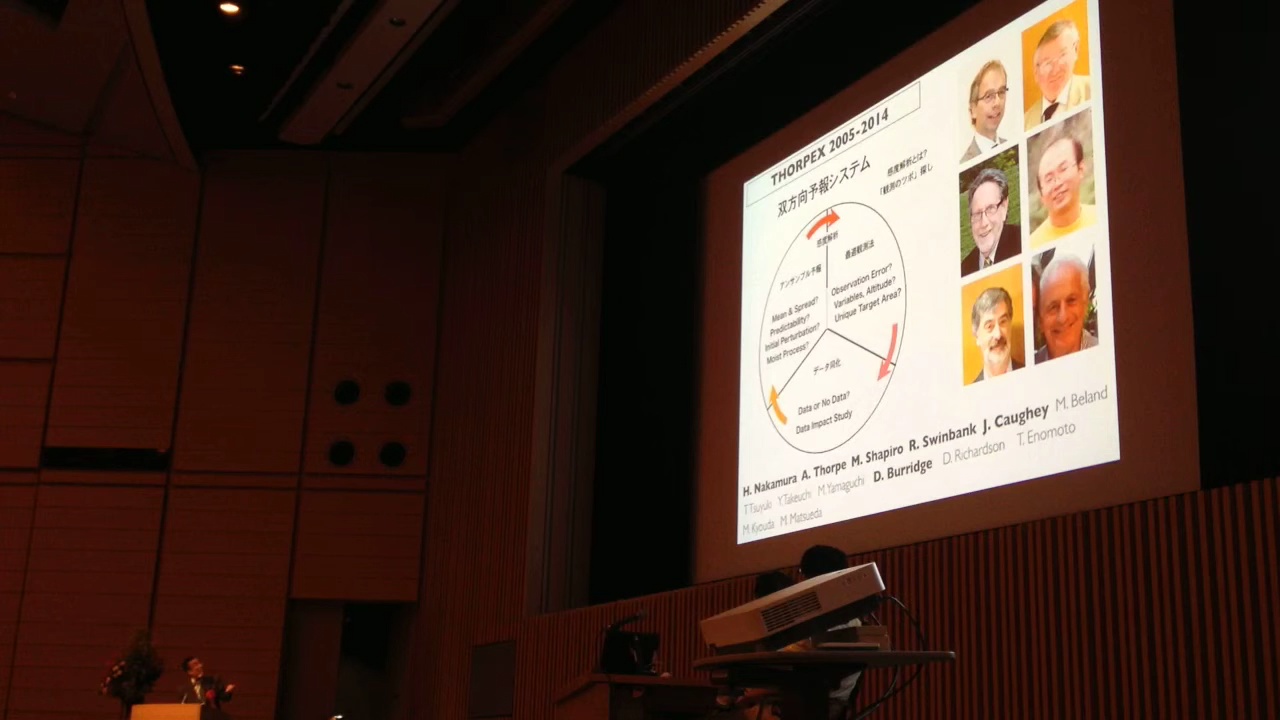 THORPEX 2005-2014
双方向予報システム
感度解析とは?
「観測のツボ」探し
感度解析
アンサンブル予報
最適観測法
Mean & Spread?
Predictability?
Initial Perturbation?
Moist Process?
Observation Error?
Variables, Altitude?
Unique Target Area?
データ同化
Data or No Data?
Data Impact Study
H. Nakamura A. Thorpe M. Shapiro R. Swinbank J. Caughey M. Beland
T.Tsuyuki Y.Takeuchi M.Yamaguchi D. Burridge D. Richardson T. Enomoto
M. Kyouda M. Matsueda